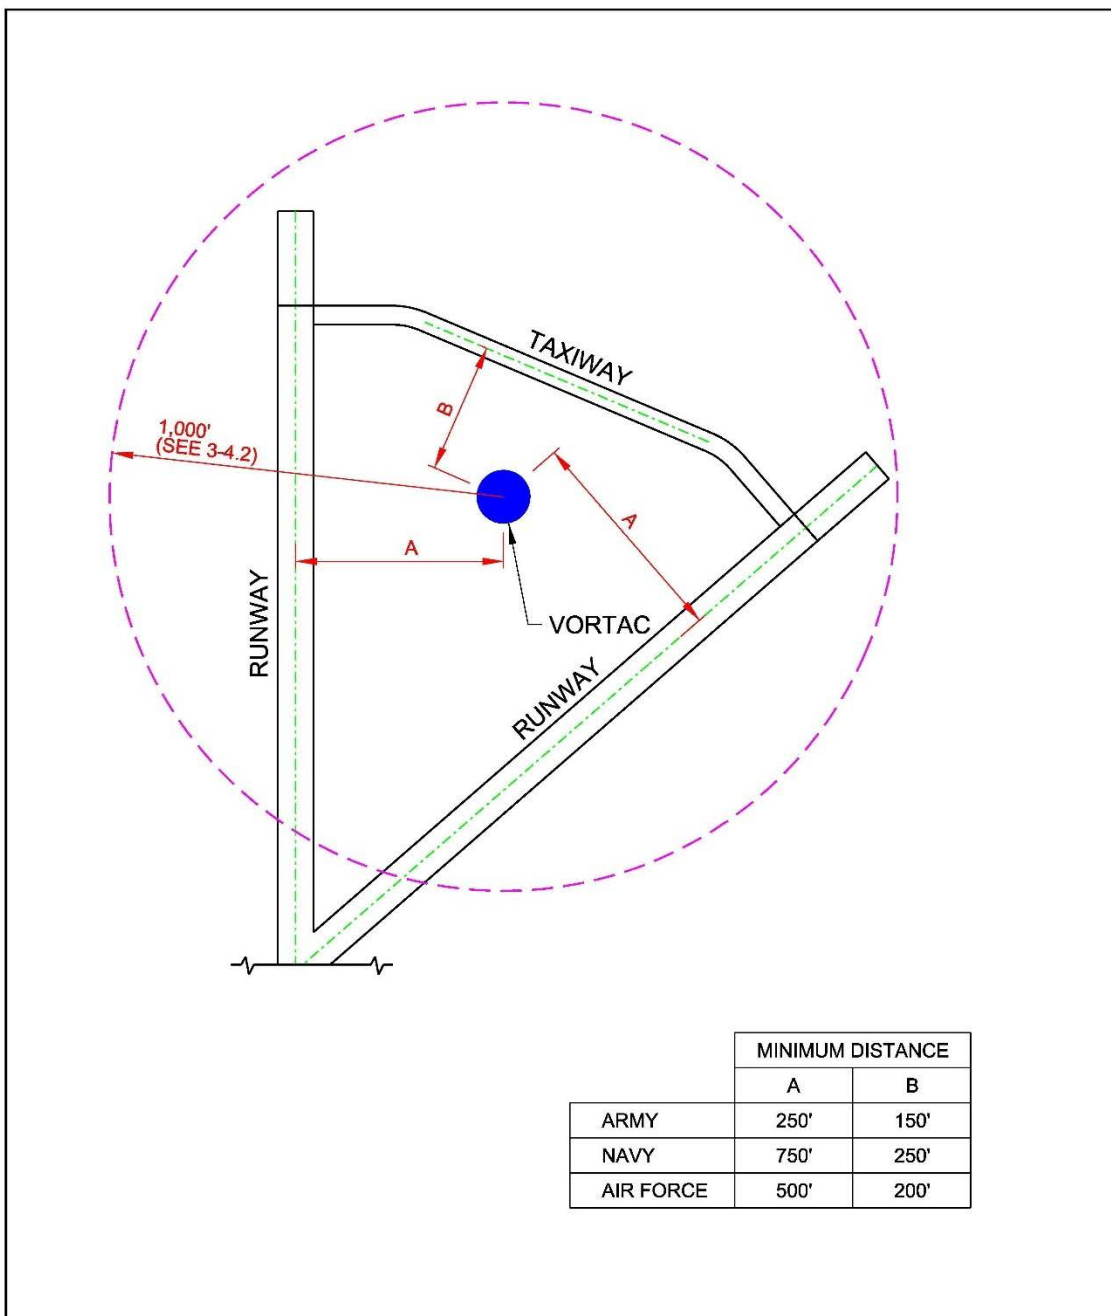 TAXIWAY
B
1,000'
(SEE 3-4.2)
A
A
RUNWAY
VORTAC
RUNWAY
MINIMUM DISTANCE
A B
ARMY 250' 150'
NAVY 750' 250'
AIR FORCE 500' 200'